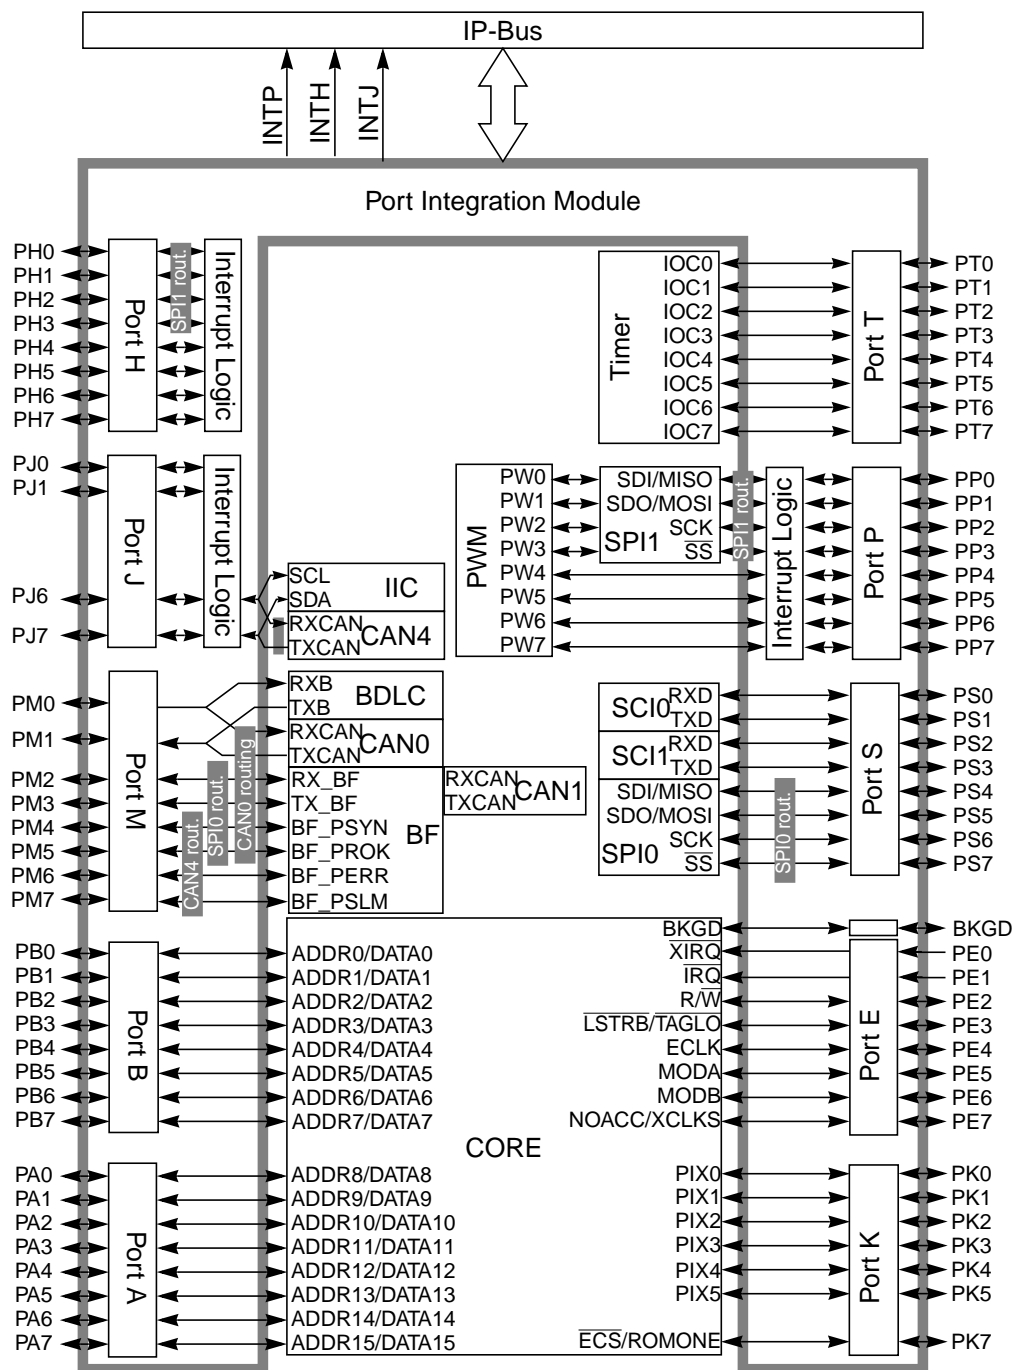 IP-Bus
INTP
INTH
INTJ
Port Integration Module
PH0
PH1
PH2
PH3
PH4
PH5
PH6
PH7
Port H
SPI1 rout.
Interrupt Logic
PJ0
PJ1
PJ6
PJ7
Port J
Interrupt Logic
SCL
SDA
IIC
RXCAN
TXCAN
CAN4
PM0
PM1
PM2
PM3
PM4
PM5
PM6
PM7
Port M
CAN4 rout.
SPI0 rout.
CAN0 routing
RXB
TXB
BDLC
RXCAN
TXCAN
CAN0
RX_BF
TX_BF
BF_PSYN
BF_PROK
BF_PERR
BF_PSLM
BF
RXCAN
TXCAN
CAN1
PB0
PB1
PB2
PB3
PB4
PB5
PB6
PB7
Port B
ADDR0/DATA0
ADDR1/DATA1
ADDR2/DATA2
ADDR3/DATA3
ADDR4/DATA4
ADDR5/DATA5
ADDR6/DATA6
ADDR7/DATA7
PA0
PA1
PA2
PA3
PA4
PA5
PA6
PA7
Port A
ADDR8/DATA8
ADDR9/DATA9
ADDR10/DATA10
ADDR11/DATA11
ADDR12/DATA12
ADDR13/DATA13
ADDR14/DATA14
ADDR15/DATA15
CORE
Timer
IOC0
IOC1
IOC2
IOC3
IOC4
IOC5
IOC6
IOC7
Port T
PT0
PT1
PT2
PT3
PT4
PT5
PT6
PT7
PWM
PW0
PW1
PW2
PW3
PW4
PW5
PW6
PW7
SDI/MISO
SDO/MOSI
SCK
SS
SPI1
SPI1 rout.
Interrupt Logic
Port P
PP0
PP1
PP2
PP3
PP4
PP5
PP6
PP7
SCI0
RXD
TXD
SCI1
RXD
TXD
SDI/MISO
SDO/MOSI
SCK
SS
SPI0
SPI0 rout.
Port S
PS0
PS1
PS2
PS3
PS4
PS5
PS6
PS7
BKGD
XIRQ
IRQ
R/W
LSTRB/TAGLO
ECLK
MODA
MODB
NOACC/XCLKS
Port E
BKGD
PE0
PE1
PE2
PE3
PE4
PE5
PE6
PE7
PIX0
PIX1
PIX2
PIX3
PIX4
PIX5
ECS/ROMONE
Port K
PK0
PK1
PK2
PK3
PK4
PK5
PK7